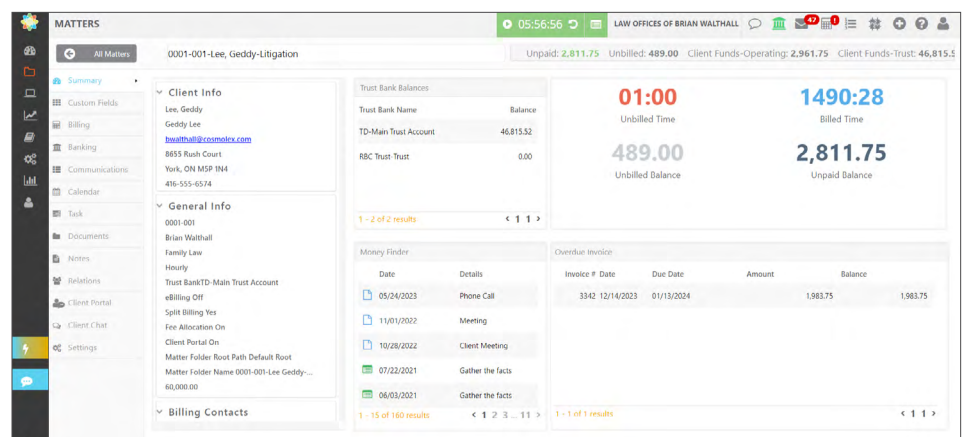 MATTERS
05:56:56
LAW OFFICES OF BRIAN WALTHALL
47
All Matters
0001-001-Lee, Geddy-Litigation
Unpaid: 2,811.75 Unbilled: 489.00 Client Funds-Operating: 2,961.75 Client Funds-Trust: 46,815.5
Summary
Custom Fields
Billing
Banking
Communications
Calendar
Task
Documents
Notes
Relations
Client Portal
Client Chat
Settings
Client Info
Lee, Geddy
Geddy Lee
bwalthall@cosmolex.com
8655 Rush Court
York, ON M5P 1N4
416-555-6574
General Info
0001-001
Brian Walthall
Family Law
Hourly
Trust BankTD-Main Trust Account
eBilling Off
Split Billing Yes
Fee Allocation On
Client Portal On
Matter Folder Root Path Default Root
Matter Folder Name 0001-001-Lee Geddy-...
60,000.00
Billing Contacts
Trust Bank Balances
Trust Bank Name Balance
TD-Main Trust Account 46,815.52
RBC Trust-Trust 0.00
1 - 2 of 2 results < 1 1 >
01:00
Unbilled Time
1490:28
Billed Time
489.00
Unbilled Balance
2,811.75
Unpaid Balance
Money Finder
Date Details
05/24/2023 Phone Call
11/01/2022 Meeting
10/28/2022 Client Meeting
07/22/2021 Gather the facts
06/03/2021 Gather the facts
1 - 15 of 160 results < 1 2 3 ... 11 >
Overdue Invoice
Invoice # Date Due Date Amount Balance
3342 12/14/2023 01/13/2024 1,983.75 1,983.75
1 - 1 of 1 results < 1 1 >